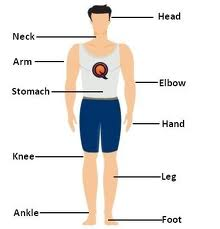 Head
Neck
Arm
Elbow
Stomach
Hand
Knee
Leg
Ankle
Foot
Q